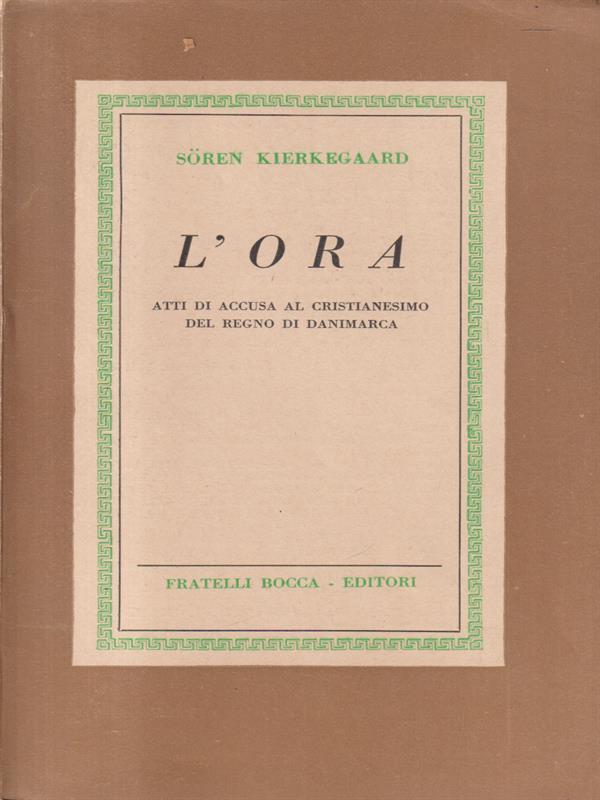 SÖREN KIERKEGAARD
L'ORA
ATTI DI ACCUSA AL CRISTIANESIMO
DEL REGNO DI DANIMARCA
FRATELLI BOCCA - EDITORI